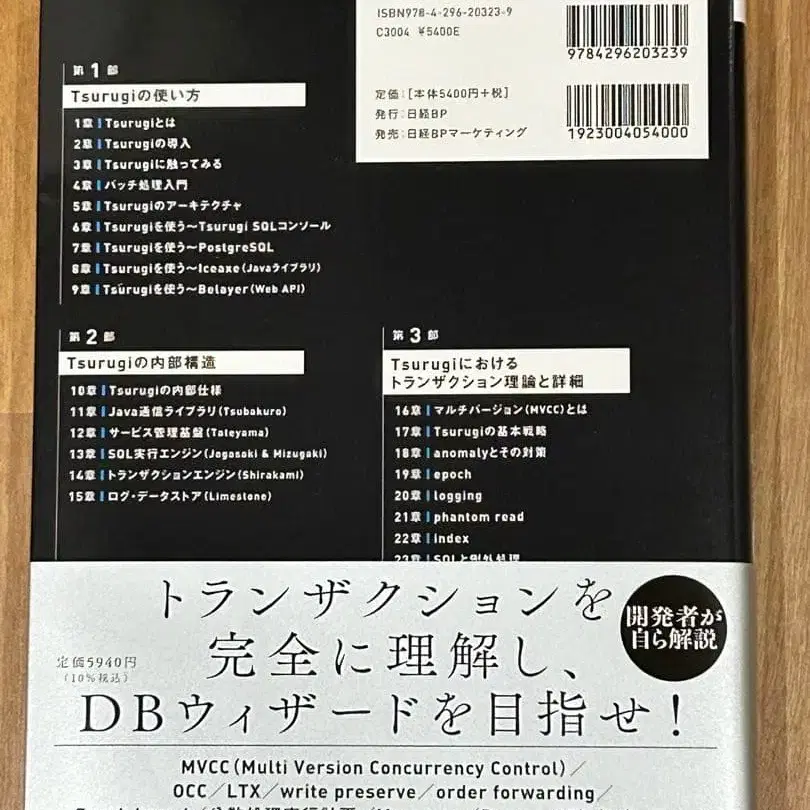 ISBN978-4-296-20323-9
C3004 ¥5400E
9784296203239
定価:[本体5400円+税]
発行:日経BP
発売:日経BPマーケティング
1923004054000
第1部
Tsurugiの使い方
1章 Tsurugiとは
2章 Tsurugiの導入
3章 Tsurugiに触ってみる
4章 バッチ処理入門
5章 Tsurugiのアーキテクチャ
6章 Tsurugiを使う~Tsurugi SQLコンソール
7章 Tsurugiを使う~PostgreSQL
8章 Tsurugiを使う~Iceaxe(Javaライブラリ)
9章 Tsurugiを使う~Belayer(Web API)
第2部
Tsurugiの内部構造
10章 Tsurugiの内部仕様
11章 Java通信ライブラリ(Tsubakuro)
12章 サービス管理基盤(Tateyama)
13章 SQL実行エンジン(Jogasaki & Mizugaki)
14章 トランザクションエンジン(Shirakami)
15章 ログ・データストア(Limestone)
第3部
Tsurugiにおける
トランザクション理論と詳細
16章 マルチバージョン(MVCC)とは
17章 Tsurugiの基本戦略
18章 anomalyとその対策
19章 epoch
20章 logging
21章 phantom read
22章 index
23章 SQLと例外処理
トランザクションを
完全に理解し、
DBウィザードを目指せ!
開発者が
自ら解説
定価5940円
(10%税込)
MVCC(Multi Version Concurrency Control)/
OCC/LTX/write preserve/order forwarding/